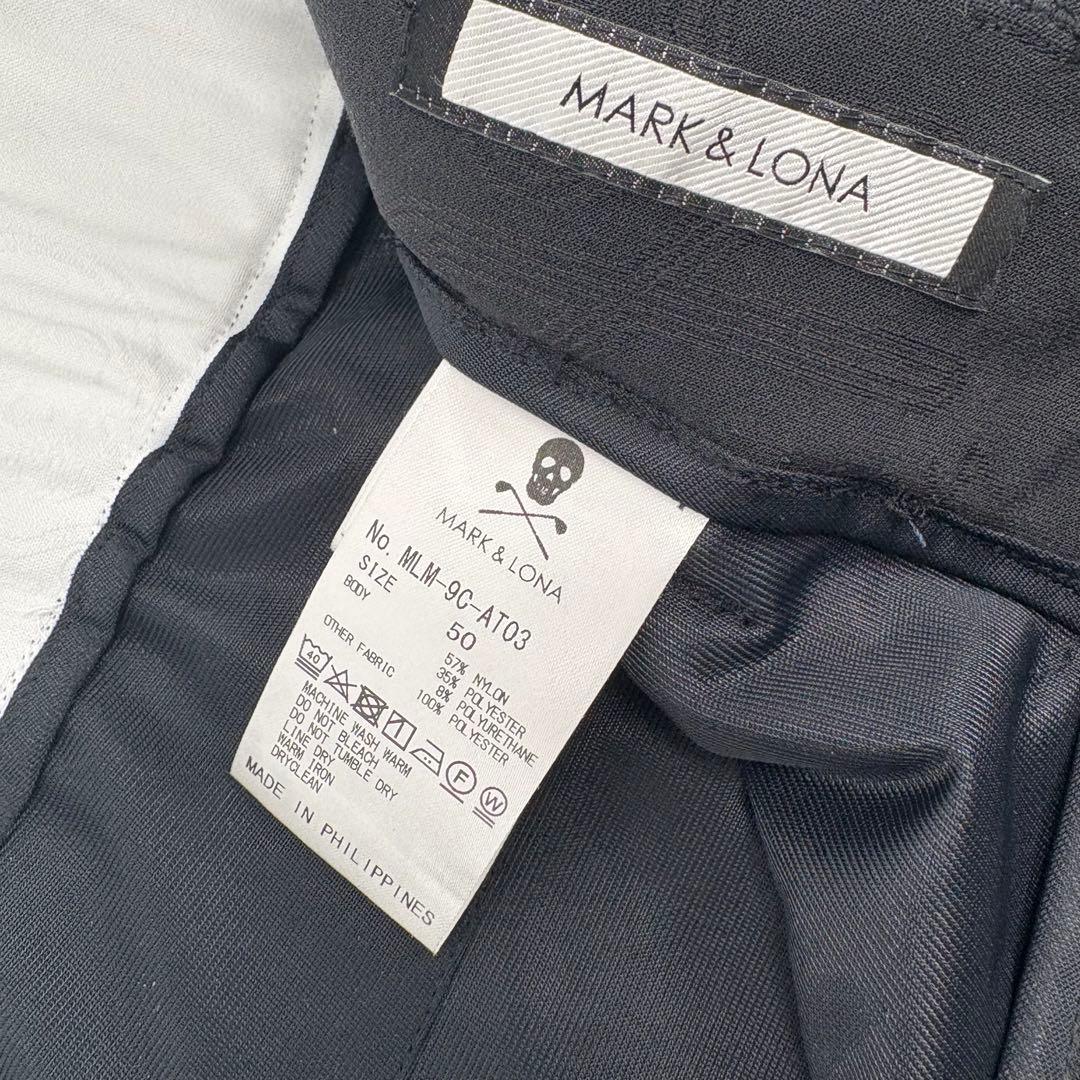 MARK & LONA
MARK & LONA
No. MLM-9C-AT03
SIZE 50
BODY 57% NYLON
35% POLYESTER
8% POLYURETHANE
OTHER FABRIC 100% POLYESTER
40 F W
MACHINE WASH WARM
DO NOT BLEACH
DO NOT TUMBLE DRY
LINE DRY
WARM IRON
DRYCLEAN
MADE IN PHILIPPINES